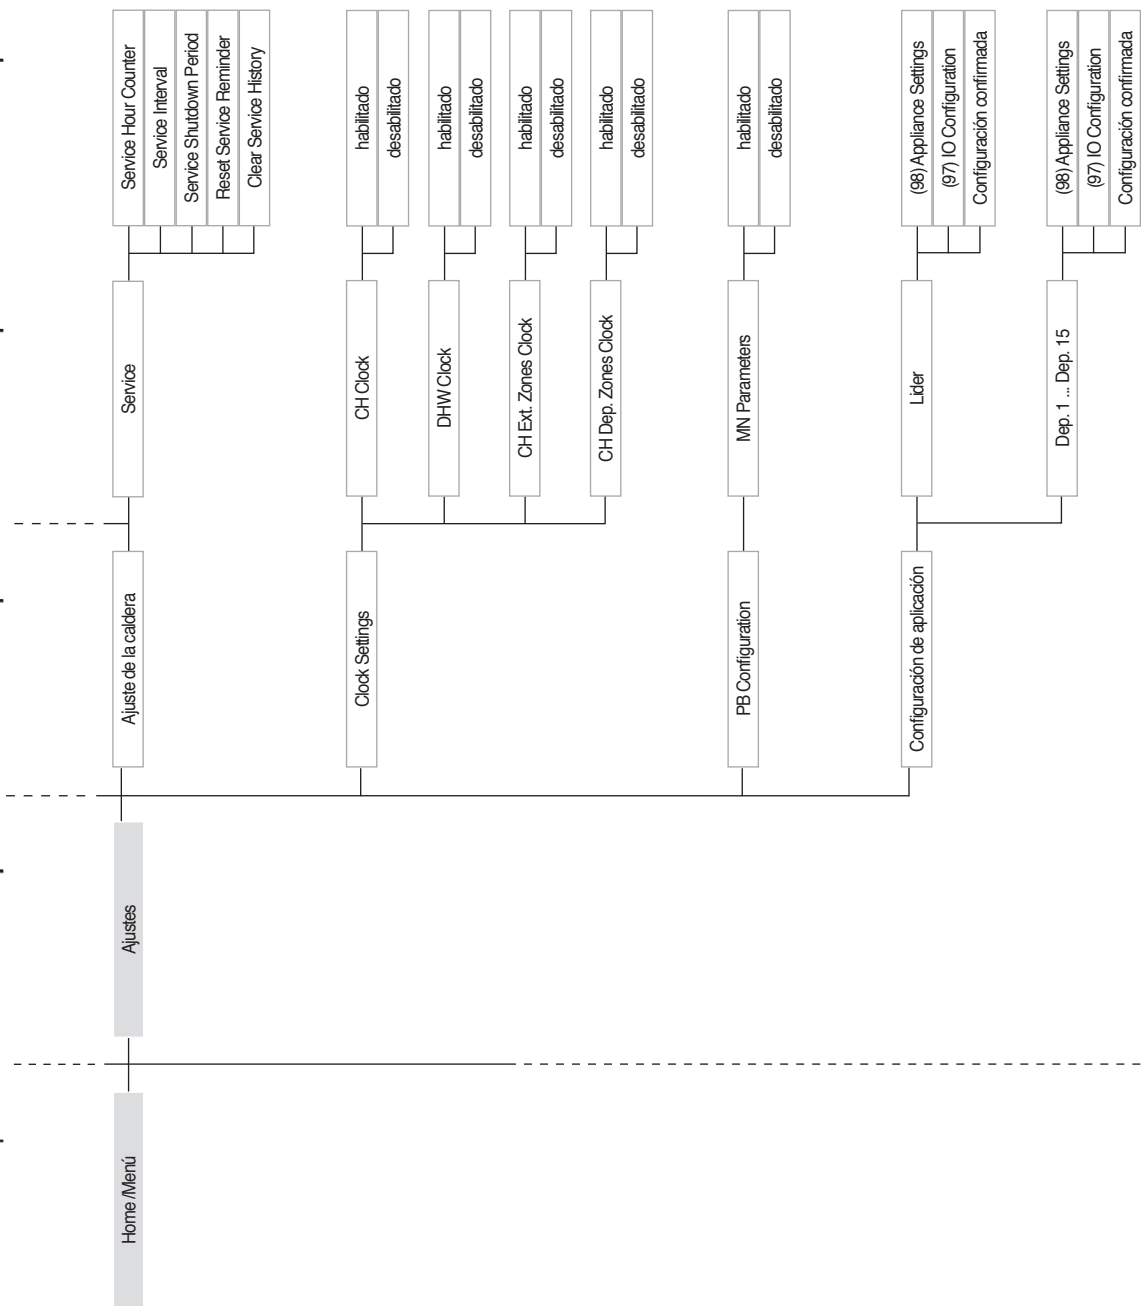 Home /Menú
Ajustes
Ajuste de la caldera
Service
Service Hour Counter
Service Interval
Service Shutdown Period
Reset Service Reminder
Clear Service History
Clock Settings
CH Clock
habilitado
desabilitado
DHW Clock
habilitado
desabilitado
CH Ext. Zones Clock
habilitado
desabilitado
CH Dep. Zones Clock
habilitado
desabilitado
PB Configuration
MN Parameters
habilitado
desabilitado
Configuración de aplicación
Lider
(98) Appliance Settings
(97) IO Configuration
Configuración confirmada
Dep. 1 ... Dep. 15
(98) Appliance Settings
(97) IO Configuration
Configuración confirmada